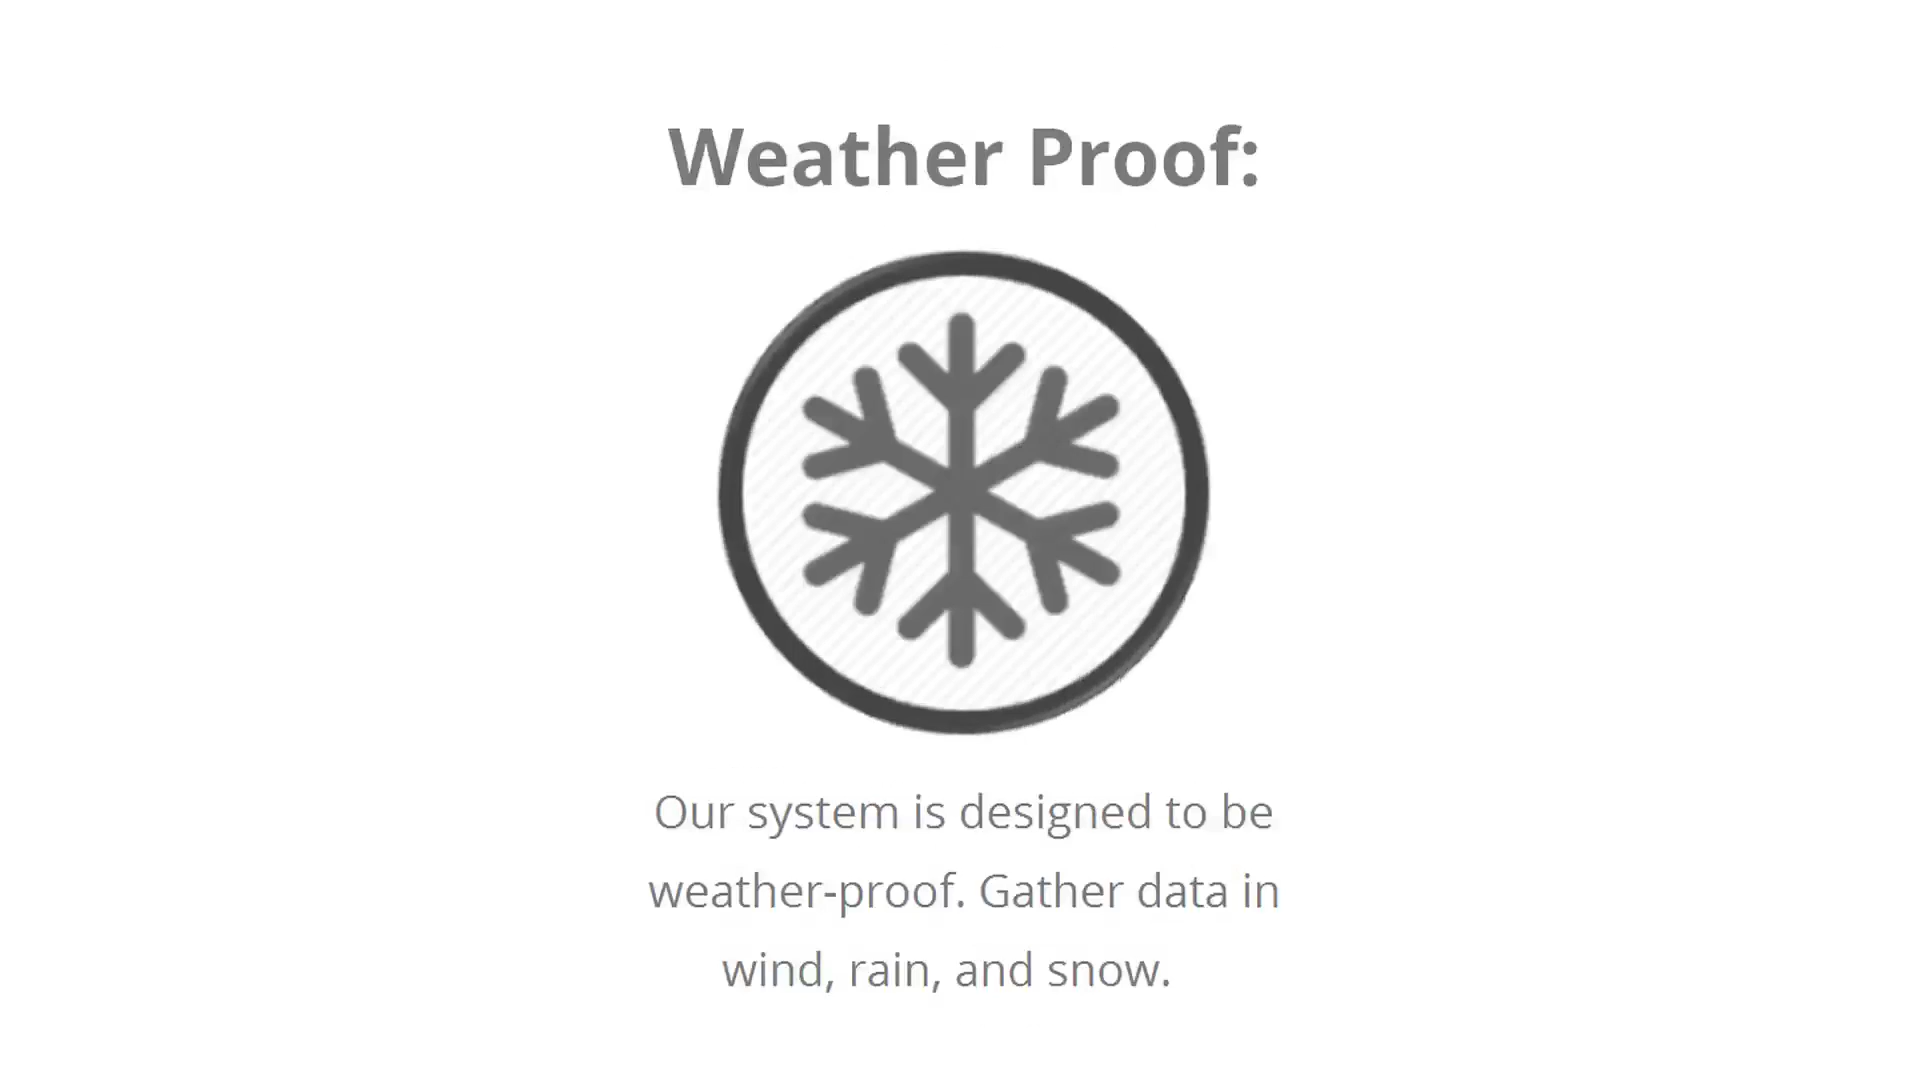 Weather Proof:
Our system is designed to be
weather-proof. Gather data in
wind, rain, and snow.